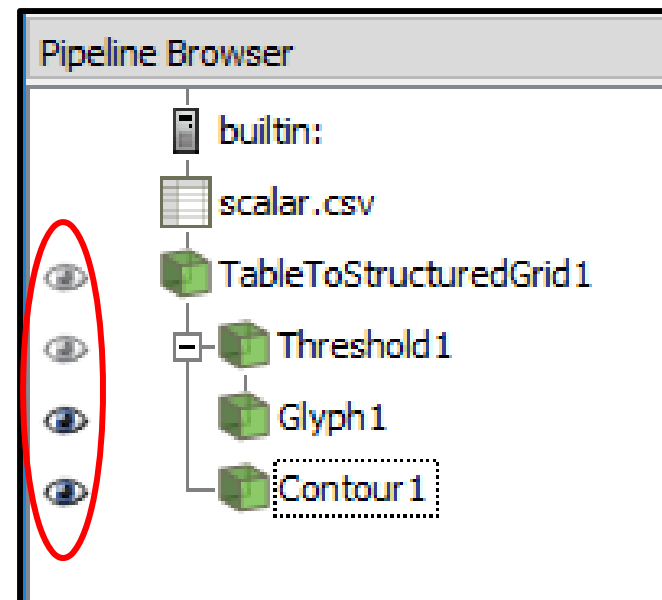 Pipeline Browser
builtin:
scalar.csv
TableToStructuredGrid1
Threshold1
Glyph1
Contour1